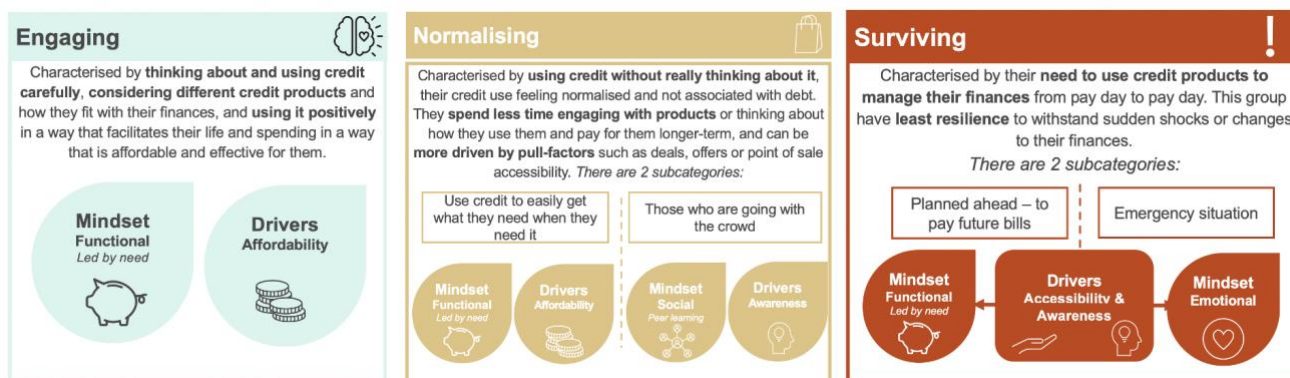 Engaging
Characterised by thinking about and using credit
carefully, considering different credit products and
how they fit with their finances, and using it positively
in a way that facilitates their life and spending in a way
that is affordable and effective for them.
Mindset
Functional
Led by need
Drivers
Affordability
Normalising
Characterised by using credit without really thinking about it,
their credit use feeling normalised and not associated with debt.
They spend less time engaging with products or thinking about
how they use them and pay for them longer-term, and can be
more driven by pull-factors such as deals, offers or point of sale
accessibility. There are 2 subcategories:
Use credit to easily get
what they need when they
need it
Those who are going with
the crowd
Mindset
Functional
Led by need
Drivers
Affordability
Mindset
Social
Peer learning
Drivers
Awareness
Surviving
!
Characterised by their need to use credit products to
manage their finances from pay day to pay day. This group
have least resilience to withstand sudden shocks or changes
to their finances.
There are 2 subcategories:
Planned ahead – to
pay future bills
Emergency situation
Mindset
Functional
Led by need
Drivers
Accessibility &
Awareness
Mindset
Emotional